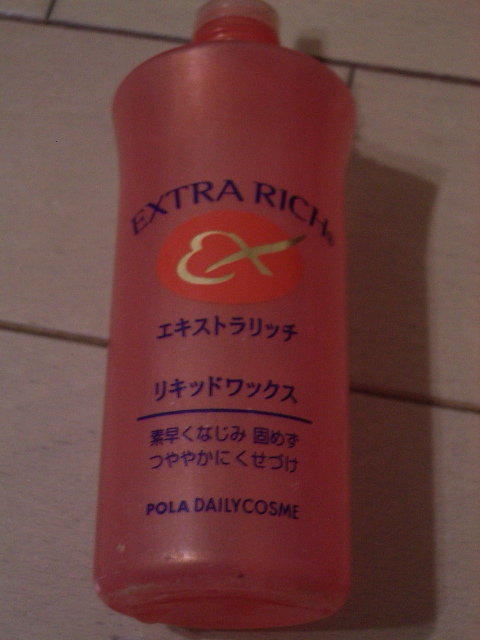 EXTRA RICH®
EX
エキストラリッチ
リキッドワックス
素早くなじみ 固めず
つややかにくせづけ
POLA DAILYCOSME